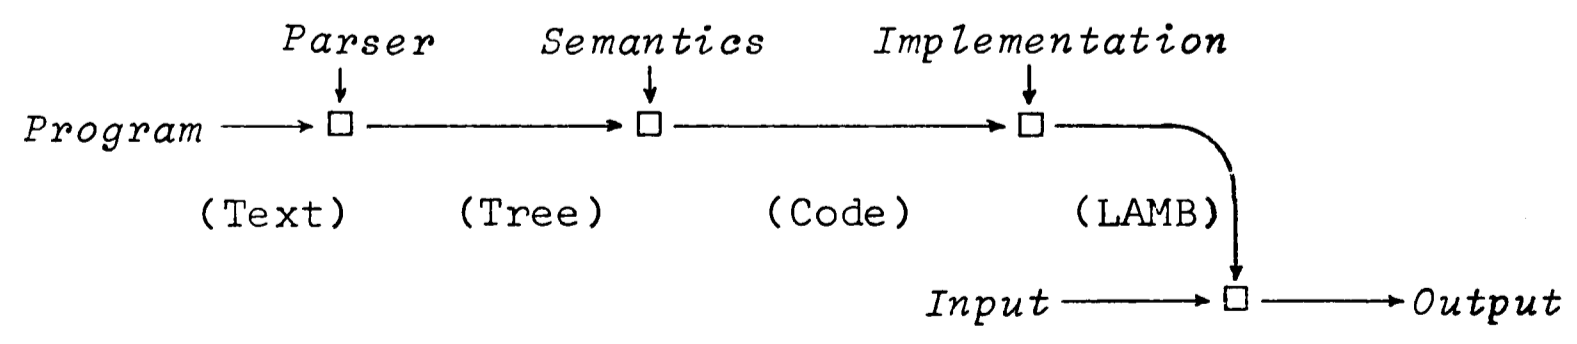 Parser Semantics Implementation
Program
(Text) (Tree) (Code) (LAMB)
Input Output